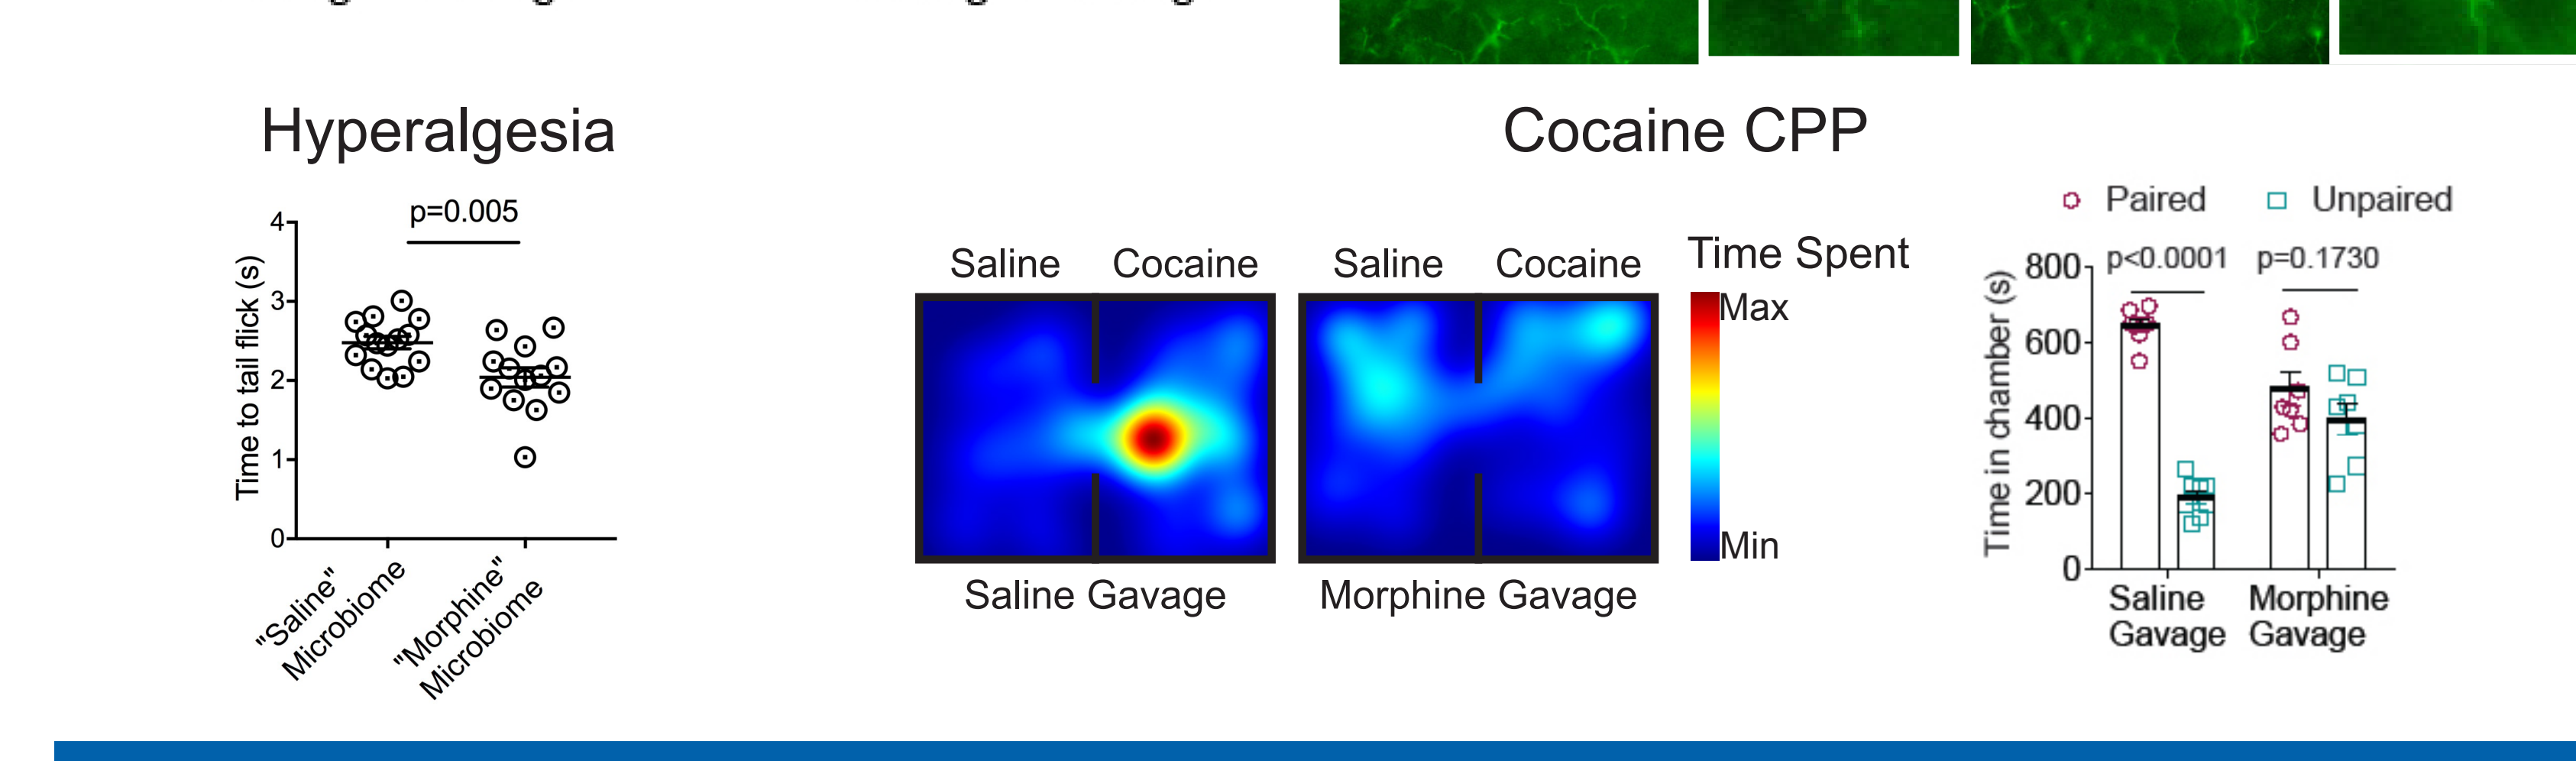 Hyperalgesia
p=0.005
4
3
2
1
0
Time to tail flick (s)
"Saline"
Microbiome
"Morphine"
Microbiome
Cocaine CPP
Saline Cocaine
Saline Cocaine
Saline Gavage
Morphine Gavage
Time Spent
Max
Min
Paired Unpaired
p<0.0001 p=0.1730
800
600
400
200
0
Time in chamber (s)
Saline
Gavage
Morphine
Gavage